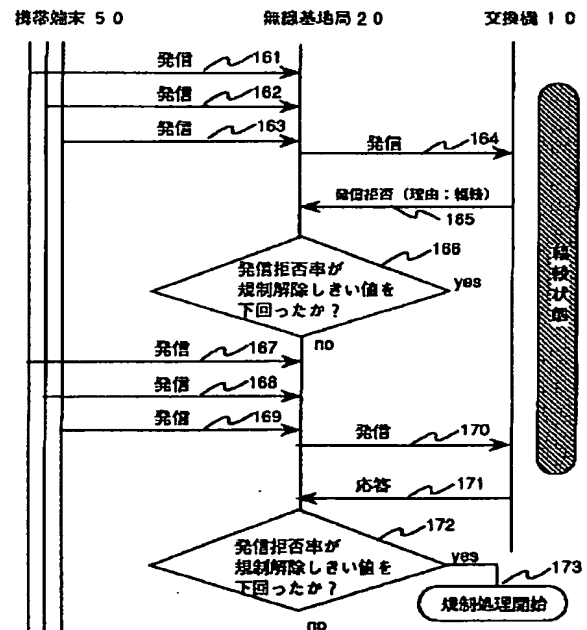 携帯端末 50 無線基地局20 交換機 10
発信 161
発信 162
発信 163
発信 164
発信拒否(理由:輻輳)
165
166
発信拒否率が
規制解除しきい値を
下回ったか?
yes
no
輻輳状態
発信 167
発信 168
発信 169
発信 170
応答 171
172
発信拒否率が
規制解除しきい値を
下回ったか?
yes
173
規制処理開始
no